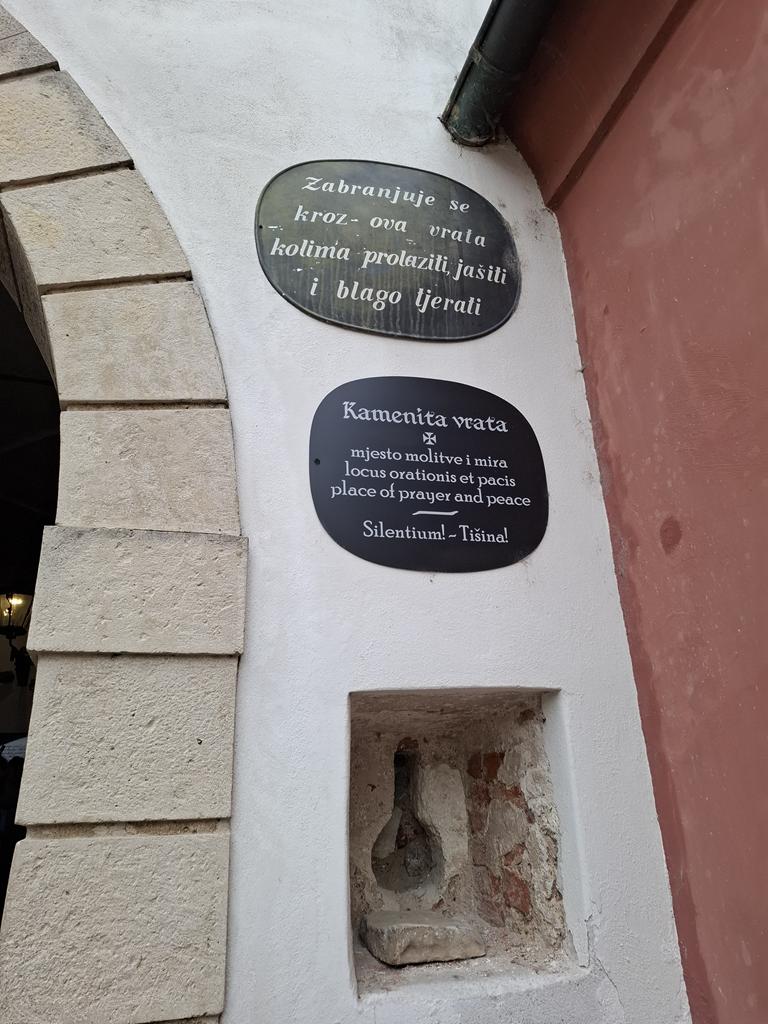 Zabranjuje se
kroz- ova vrata
kolima prolaziti, jašiti
i blago tjerati
Kamenita vrata
✠
mjesto molitve i mira
locus orationis et pacis
place of prayer and peace
Silentium! ~ Tišina!